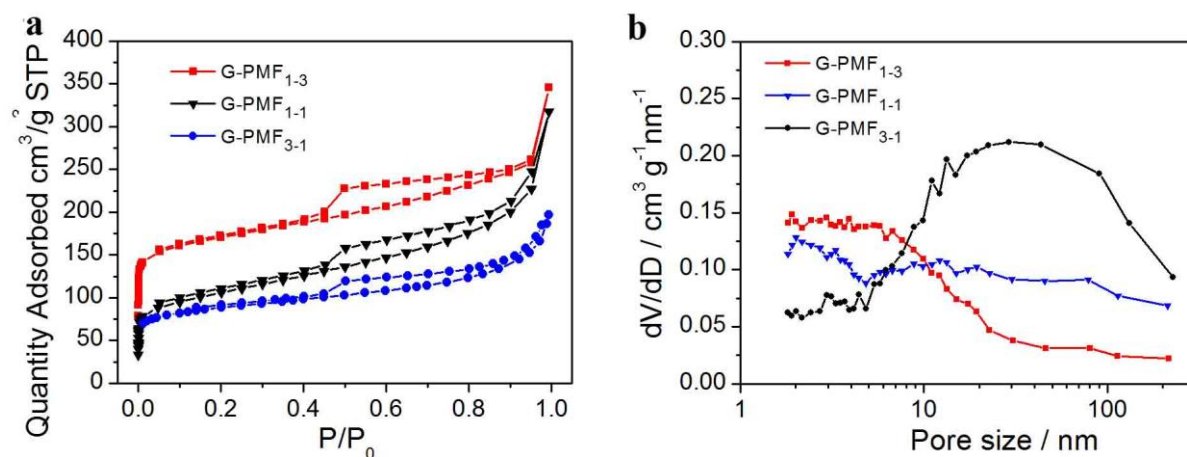 a
400
350
300
250
200
150
100
50
0
Quantity Adsorbed cm³/g STP
G-PMF₁₋₃
G-PMF₁₋₁
G-PMF₃₋₁
0.0 0.2 0.4 0.6 0.8 1.0
P/P₀
b
0.30
0.25
0.20
0.15
0.10
0.05
0.00
dV/dlD / cm³ g⁻¹ nm⁻¹
G-PMF₁₋₃
G-PMF₁₋₁
G-PMF₃₋₁
1 10 100
Pore size / nm